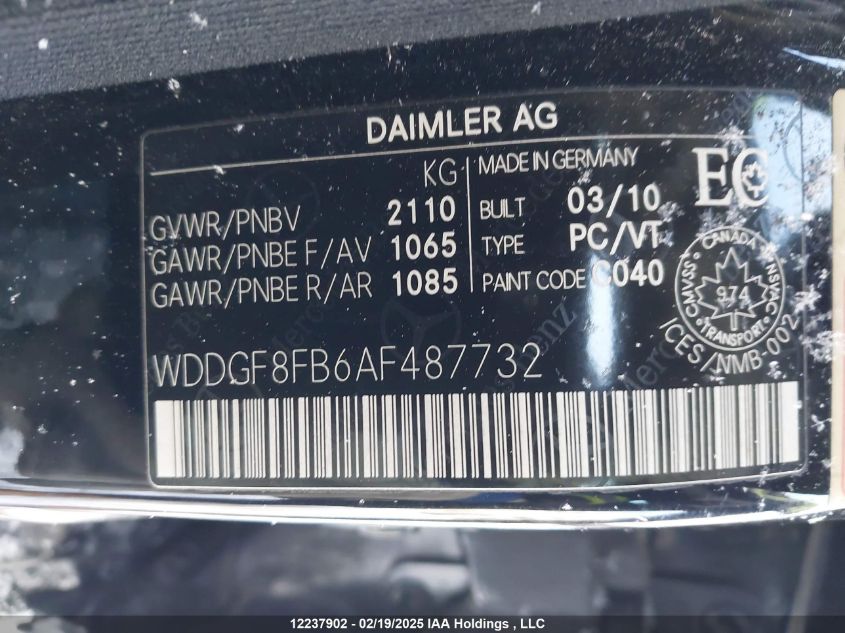 DAIMLER AG
KG
GVWR/PNBV 2110
GAWR/PNBE F/AV 1065
GAWR/PNBE R/AR 1085
MADE IN GERMANY
BUILT 03/10
TYPE PC/VT
PAINT CODE C040
EC
CANADA
CMVSS NSVAC
974
TRANSPORT
ICES/NMB-002
WDDGF8FB6AF487732
12237902 - 02/19/2025 IAA Holdings , LLC